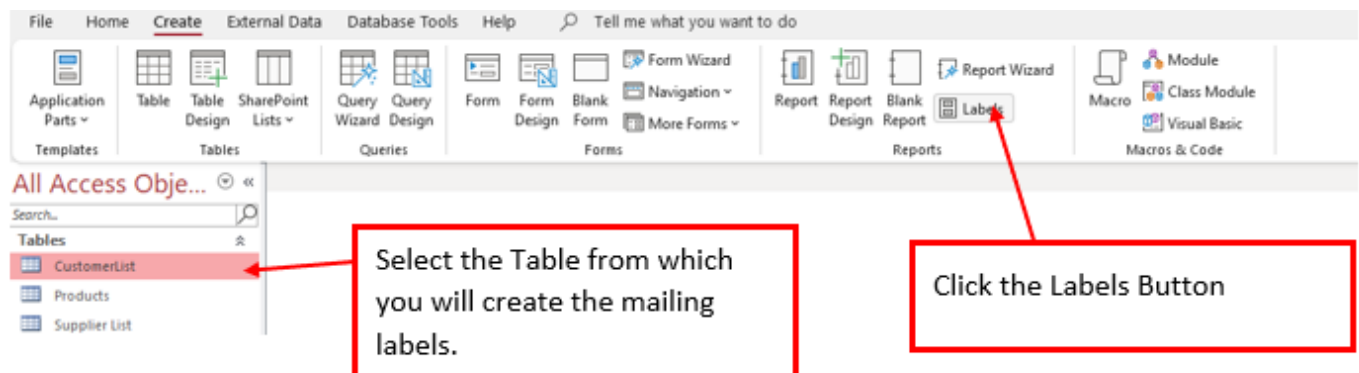 File Home Create External Data Database Tools Help Tell me what you want to do
Application Parts
Table
Table Design
SharePoint Lists
Query Wizard
Query Design
Form
Form Design
Blank Form
Form Wizard
Navigation
More Forms
Report
Report Design
Blank Report
Report Wizard
Labels
Macro
Module
Class Module
Visual Basic
Templates Tables Queries Forms Reports Macros & Code
All Access Obje... «
Search...
Tables
CustomerList
Products
Supplier List
Select the Table from which
you will create the mailing
labels.
Click the Labels Button